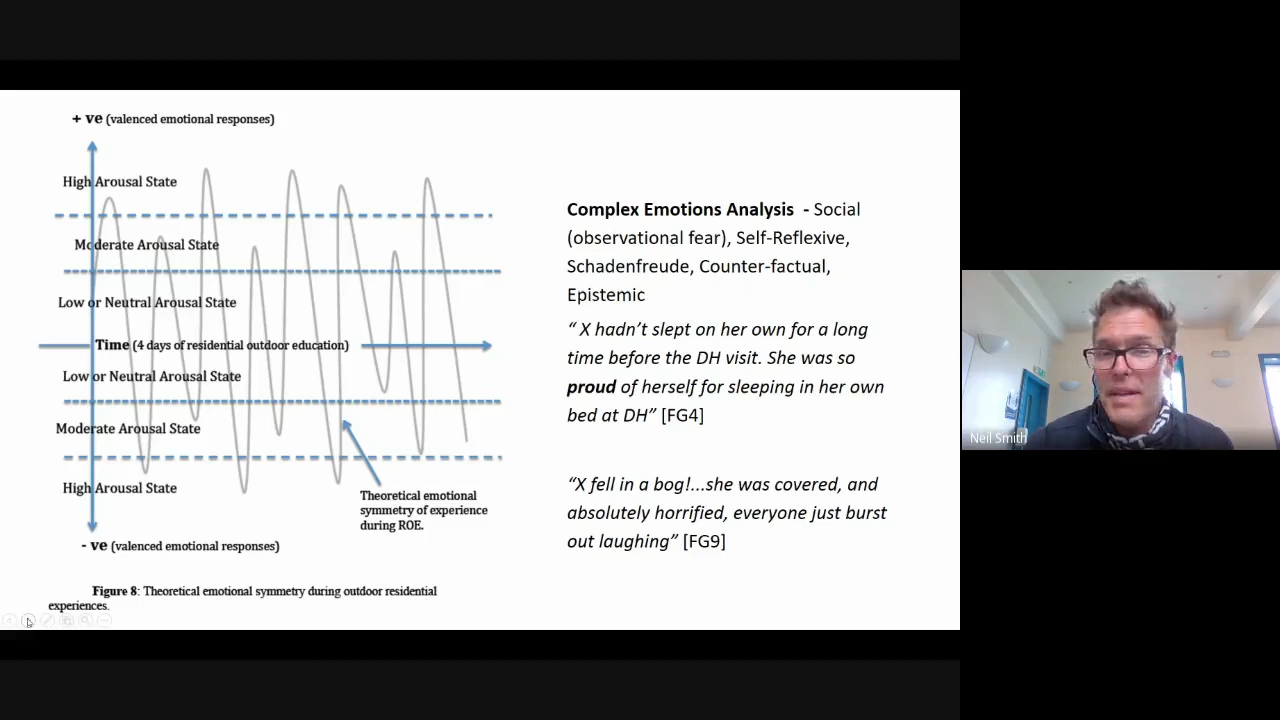 + ve (valenced emotional responses)
High Arousal State
Moderate Arousal State
Low or Neutral Arousal State
Time (4 days of residential outdoor education)
Low or Neutral Arousal State
Moderate Arousal State
High Arousal State
Theoretical emotional
symmetry of experience
during ROE.
- ve (valenced emotional responses)
Figure 8: Theoretical emotional symmetry during outdoor residential
experiences.
Complex Emotions Analysis - Social
(observational fear), Self-Reflexive,
Schadenfreude, Counter-factual,
Epistemic
“ X hadn’t slept on her own for a long
time before the DH visit. She was so
proud of herself for sleeping in her own
bed at DH” [FG4]
“X fell in a bog!...she was covered, and
absolutely horrified, everyone just burst
out laughing” [FG9]
Neil Smith